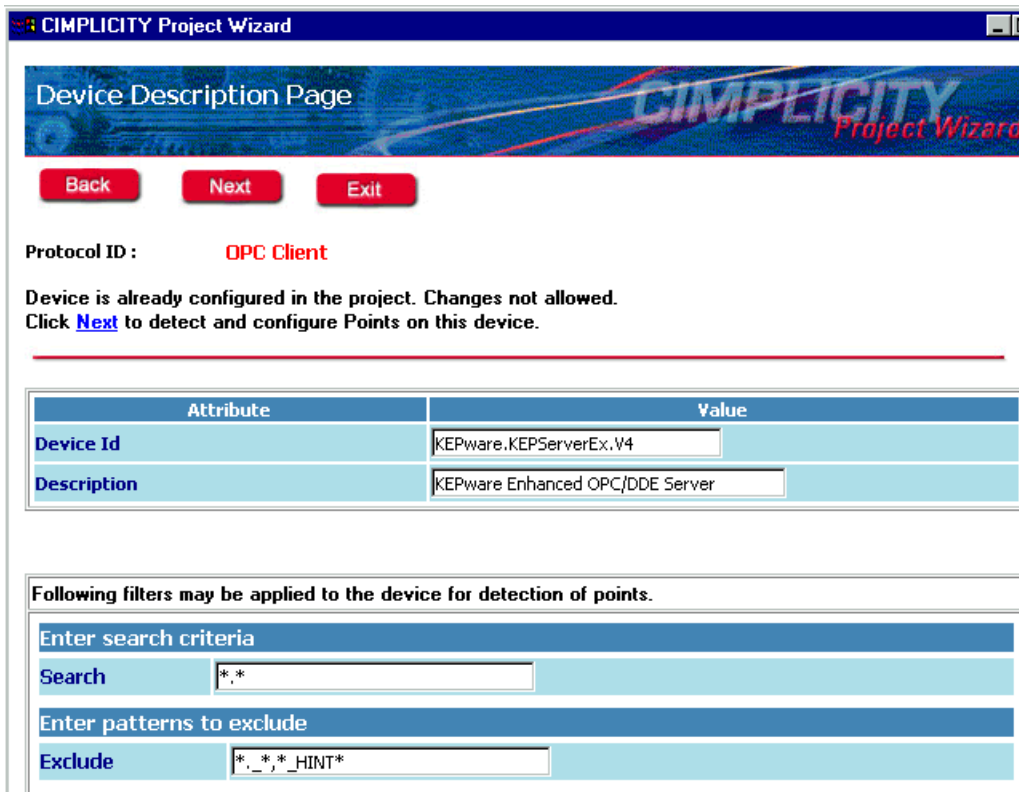 CIMPLICITY Project Wizard
Device Description Page
CIMPLICITY
Project Wizard
Back Next Exit
Protocol ID : OPC Client
Device is already configured in the project. Changes not allowed.
Click Next to detect and configure Points on this device.
Attribute Value
Device Id KEPware.KEPServerEx.V4
Description KEPware Enhanced OPC/DDE Server
Following filters may be applied to the device for detection of points.
Enter search criteria
Search *.*
Enter patterns to exclude
Exclude *._*,*_HINT*